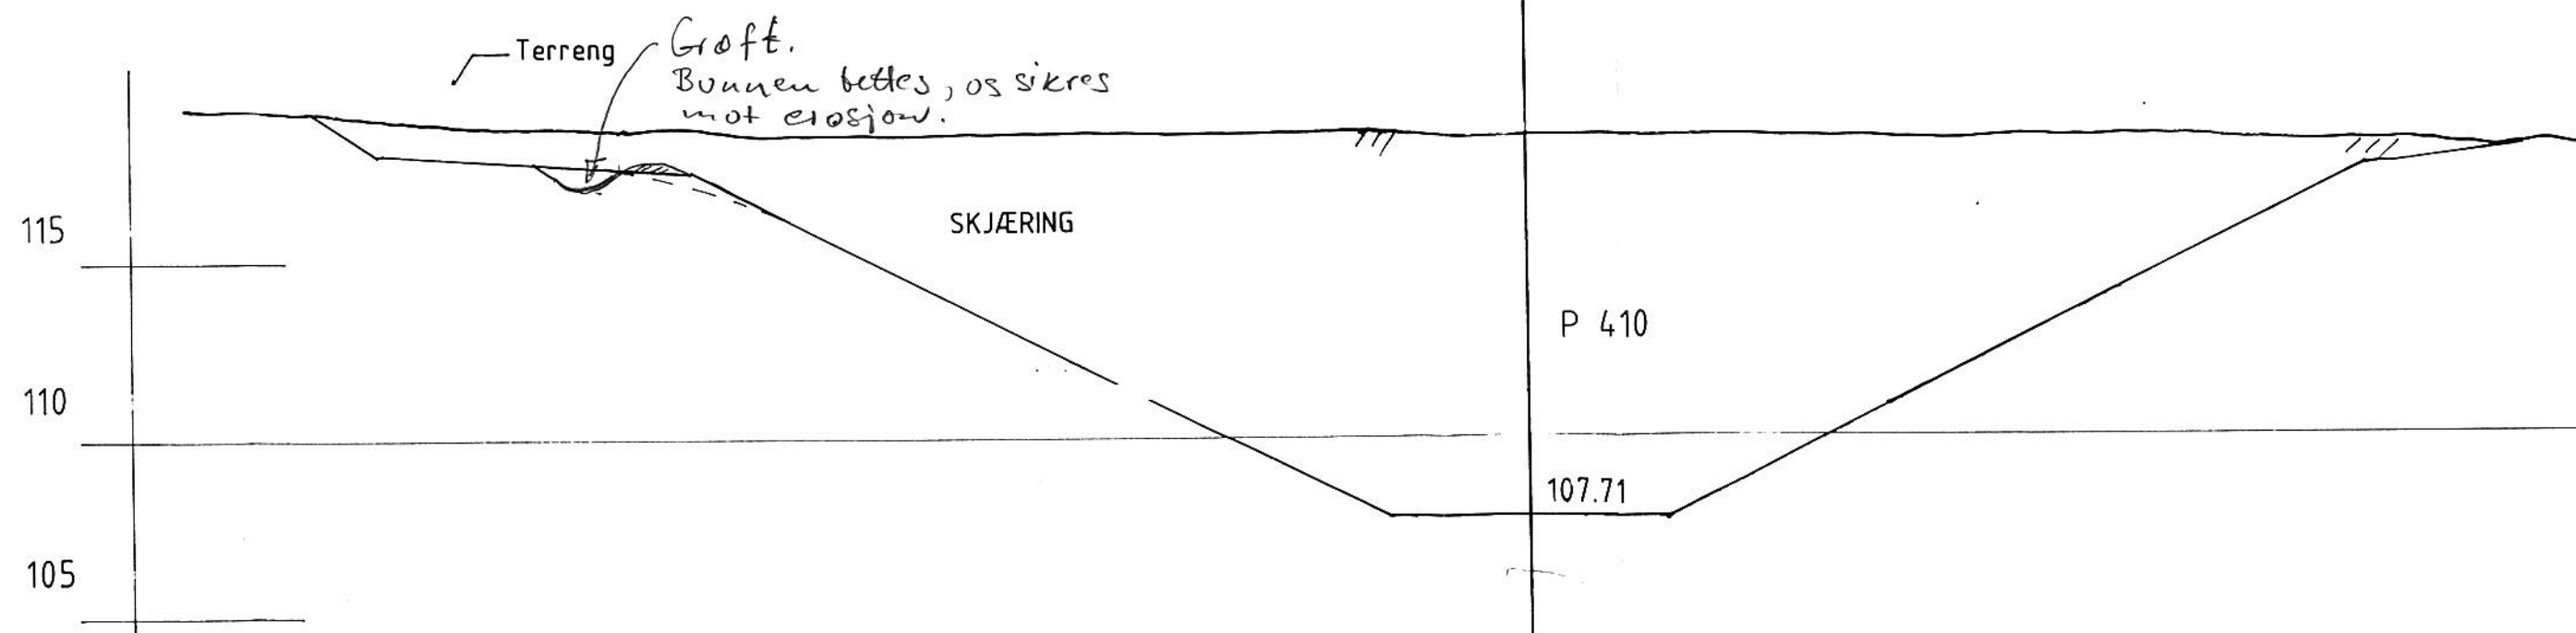 Terreng
Grøft.
Bunnen tettes, og sikres
mot erosjon.
115
SKJÆRING
P 410
110
107.71
105